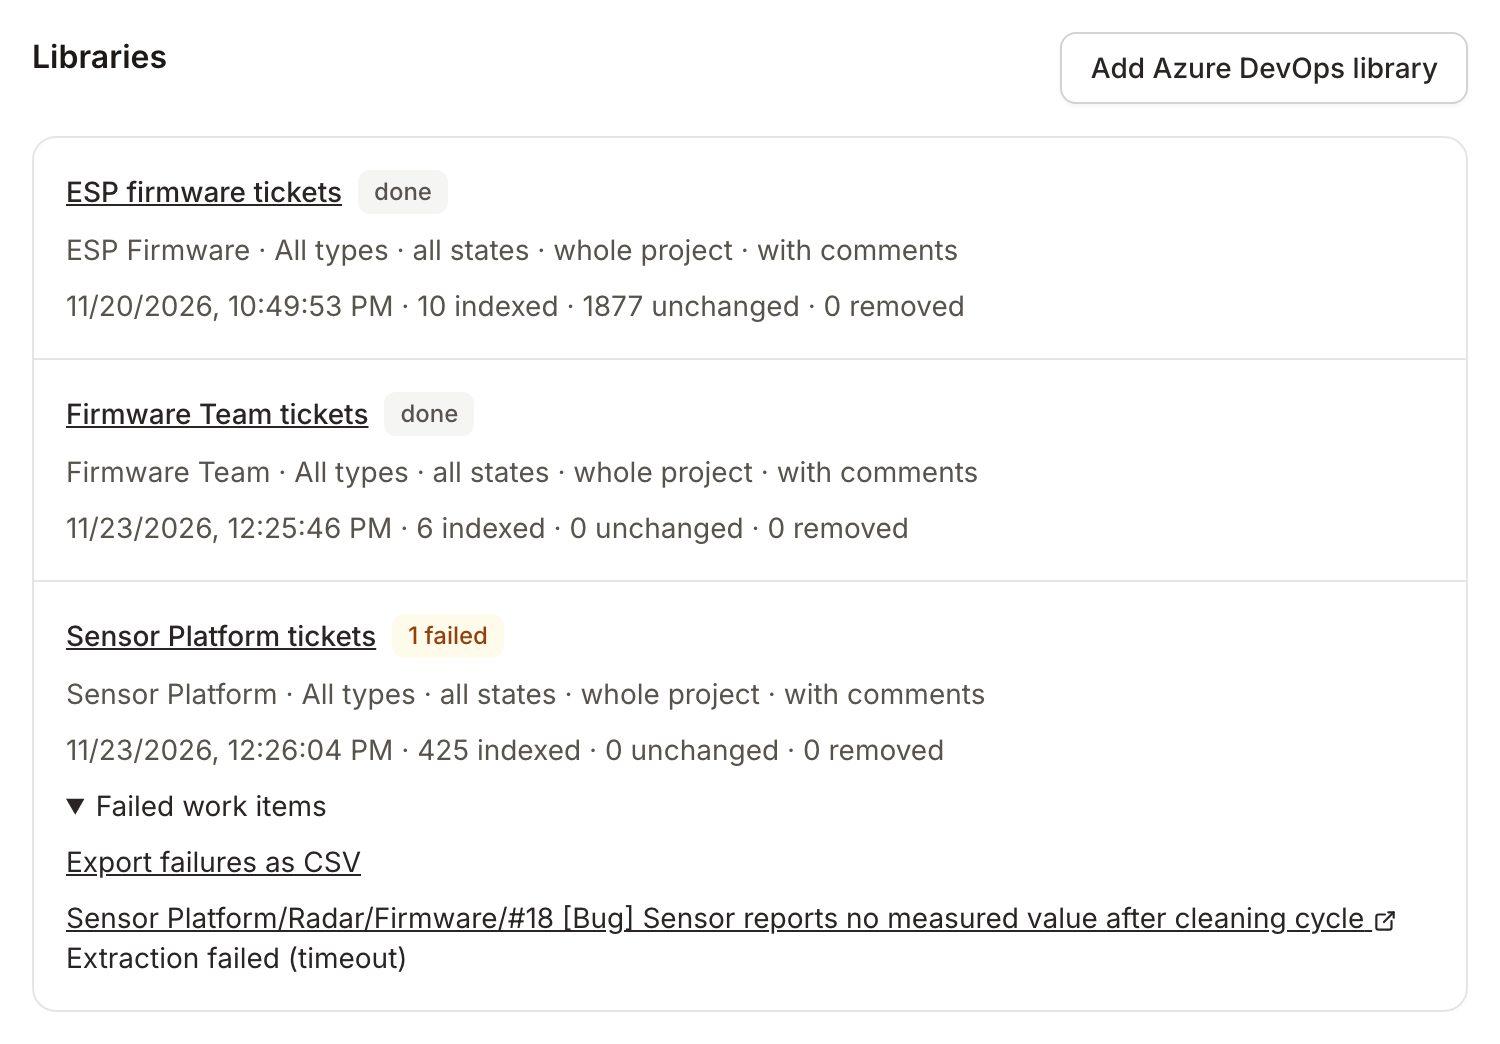 Libraries
Add Azure DevOps library
ESP firmware tickets done
ESP Firmware · All types · all states · whole project · with comments
11/20/2026, 10:49:53 PM · 10 indexed · 1877 unchanged · 0 removed
Firmware Team tickets done
Firmware Team · All types · all states · whole project · with comments
11/23/2026, 12:25:46 PM · 6 indexed · 0 unchanged · 0 removed
Sensor Platform tickets 1 failed
Sensor Platform · All types · all states · whole project · with comments
11/23/2026, 12:26:04 PM · 425 indexed · 0 unchanged · 0 removed
▼ Failed work items
Export failures as CSV
Sensor Platform/Radar/Firmware/#18 [Bug] Sensor reports no measured value after cleaning cycle
Extraction failed (timeout)